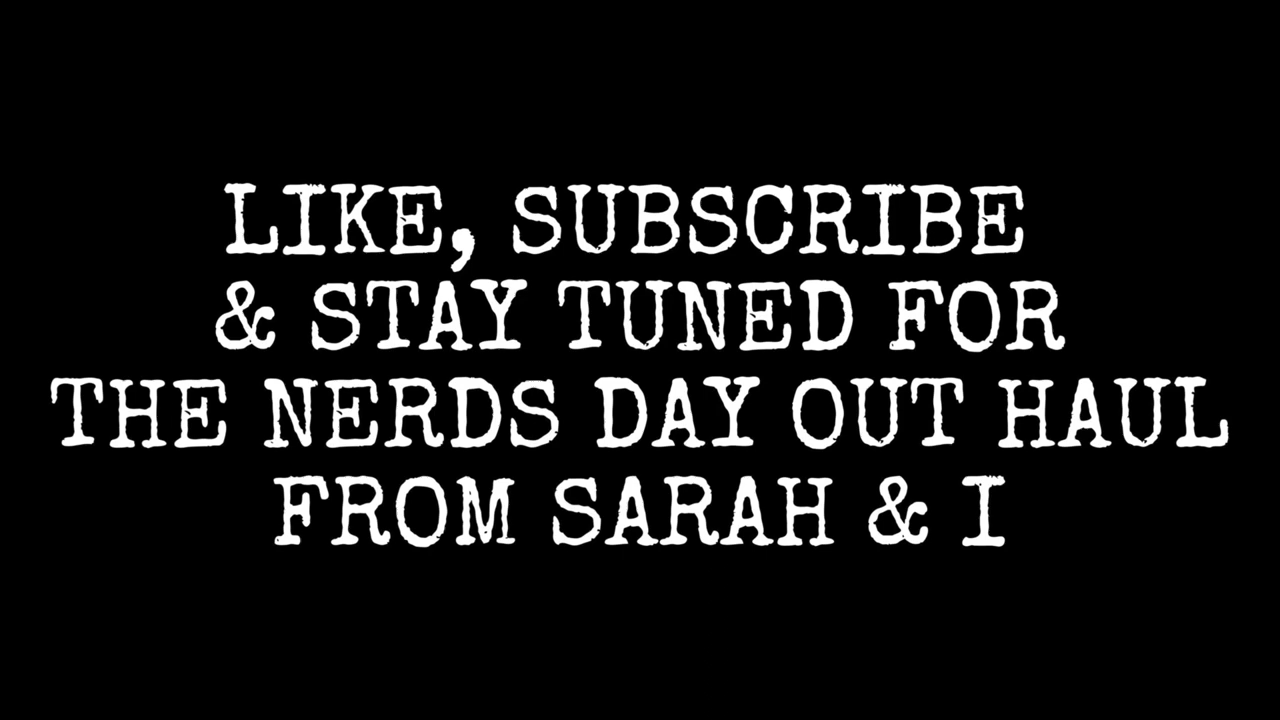 LIKE, SUBSCRIBE
& STAY TUNED FOR
THE NERDS DAY OUT HAUL
FROM SARAH & I